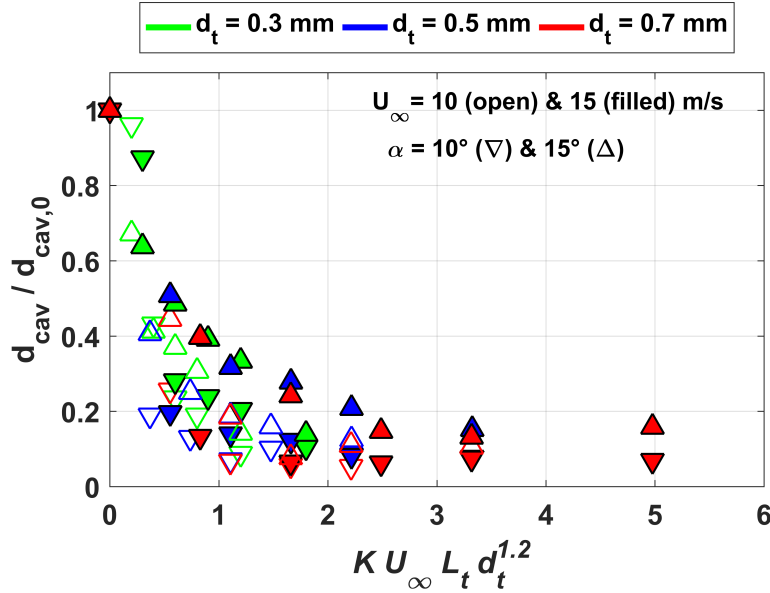 d_t = 0.3 mm d_t = 0.5 mm d_t = 0.7 mm
U_∞ = 10 (open) & 15 (filled) m/s
α = 10° (∇) & 15° (Δ)
1
0.8
0.6
0.4
0.2
0
d_cav / d_cav,0
0 1 2 3 4 5 6
K U_∞ L_t d_t^1.2